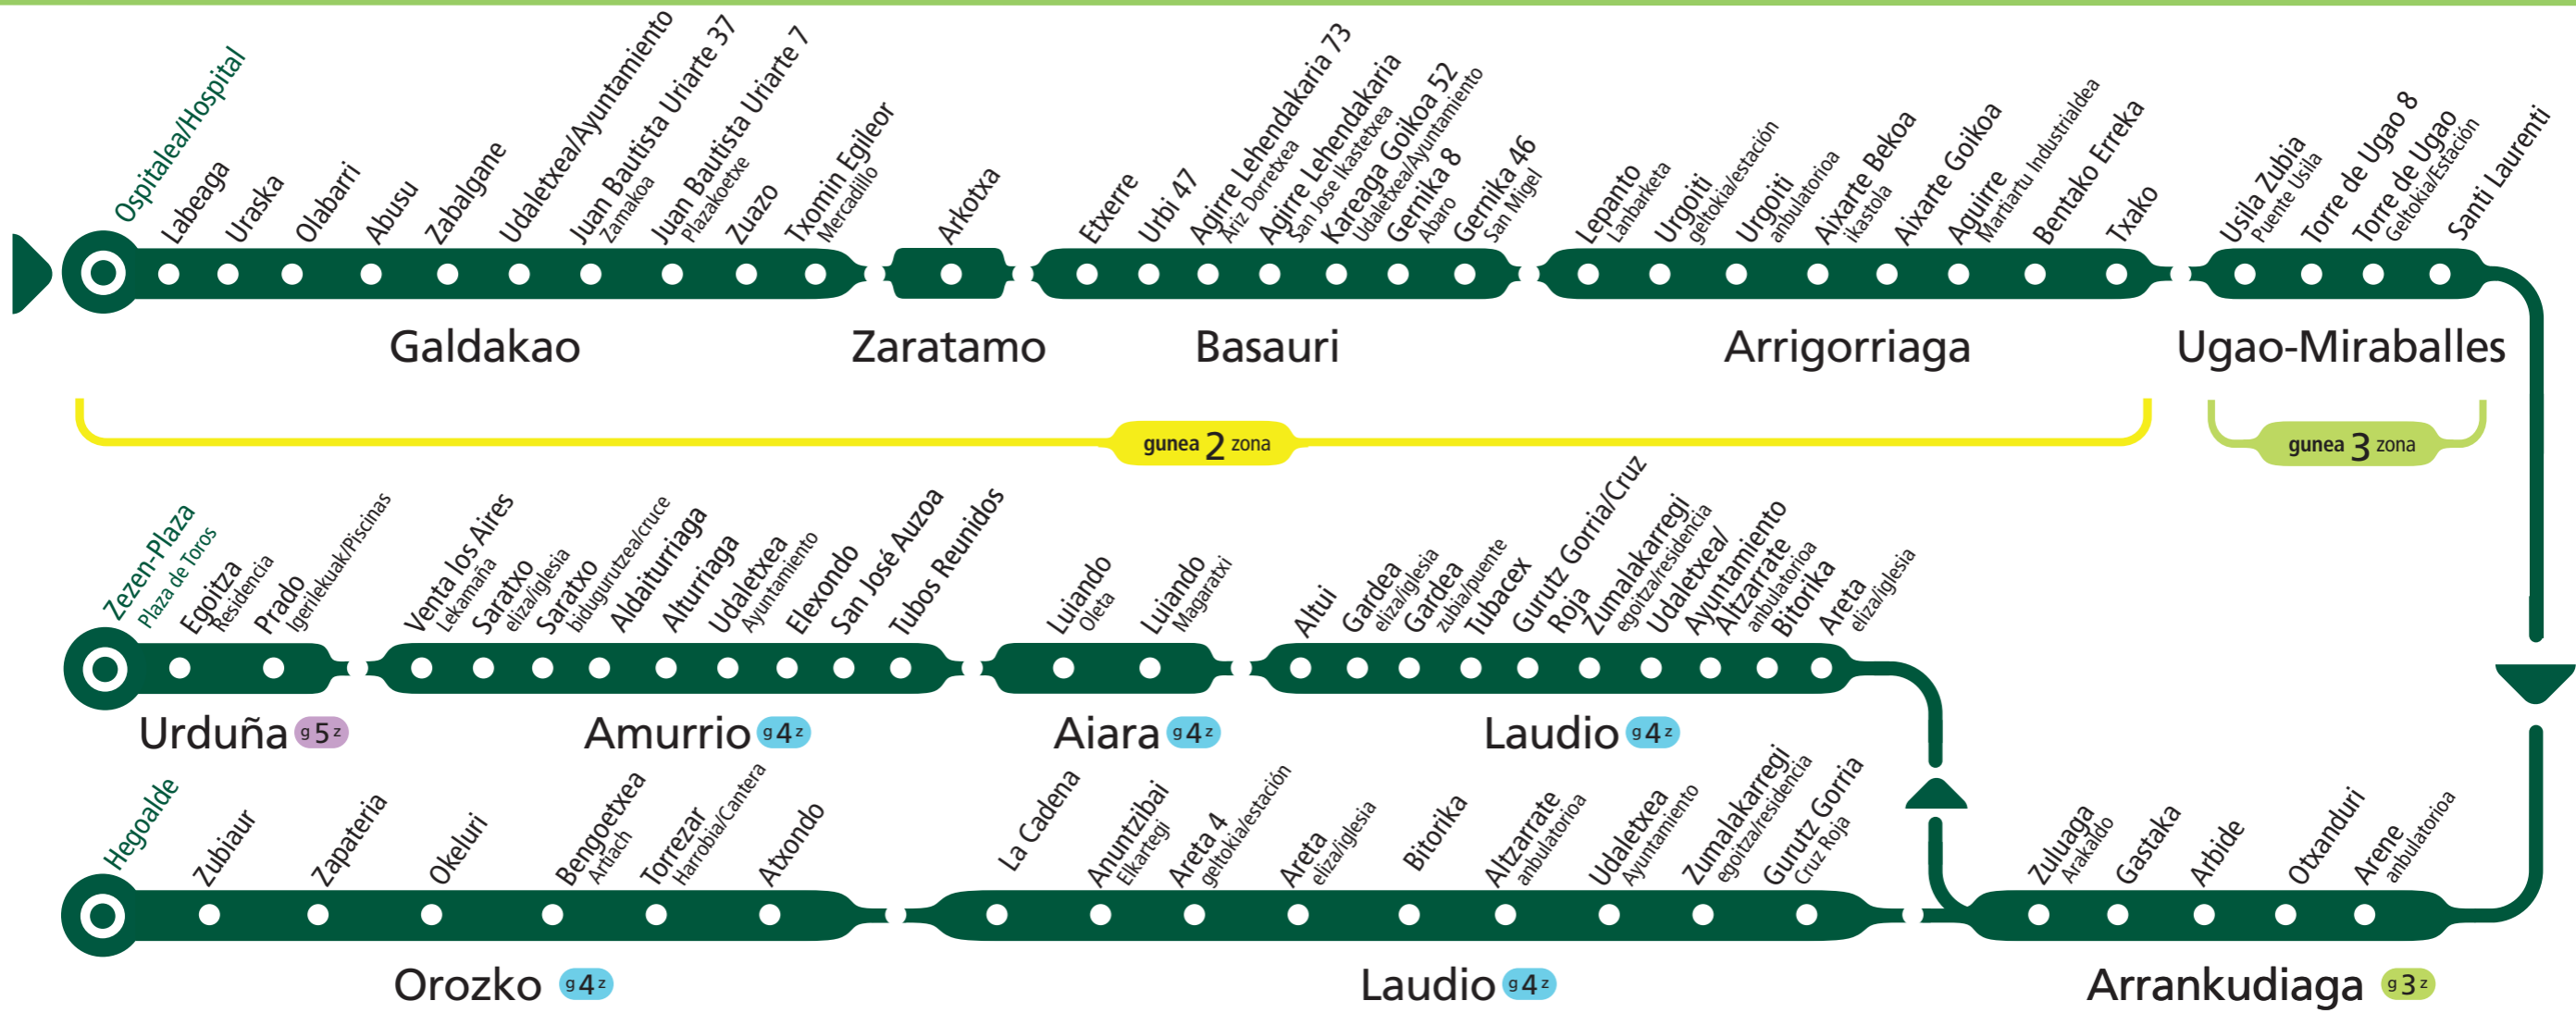 Ospitalea/Hospital
Labeaga
Uraska
Olabarri
Abusu
Zabalgane
Udaletxea/Ayuntamiento
Juan Bautista Uriarte 37
Zamakoa
Juan Bautista Uriarte 7
Plazakoetxe
Zuazo
Txomin Egileor
Mercadillo
Arkotxa
Etxerre
Urbi 47
Agirre Lehendakaria 73
Ariz Dorretxea
Agirre Lehendakaria
San Jose Ikastetxea
Kareaga Goikoa 52
Udaletxea/Ayuntamiento
Gernika 8
Abaro
Gernika 46
San Migel
Lepanto
Lanbarketa
Urgoiti
geltokia/estación
Urgoiti
anbulatorioa
Aixarte Bekoa
ikastola
Aixarte Goikoa
Aguirre
Martiartu Industrialdea
Bentako Erreka
Txako
Usila Zubia
Puente Usila
Torre de Ugao 8
Torre de Ugao
Geltokia/Estación
Santi Laurenti
Galdakao
Zaratamo
Basauri
Arrigorriaga
Ugao-Miraballes
gunea 2 zona
gunea 3 zona
Zezen-Plaza
Plaza de Toros
Egoitza
Residencia
Prado
Igerilekuak/Piscinas
Venta los Aires
Lekamaña
Saratxo
eliza/iglesia
Saratxo
bidugurutzea/cruce
Aldaiturriaga
Alturriaga
Udaletxea
Ayuntamiento
Elexondo
San José Auzoa
Tubos Reunidos
Luiando
Oleta
Luiando
Magaratxi
Altui
Gardea
eliza/iglesia
Gardea
zubia/puente
Tubacex
Gurutz Gorria/Cruz
Roja
Zumalakarregi
egoitza/residencia
Udaletxea/
Ayuntamiento
Altzarrate
anbulatorioa
Bitorika
Areta
eliza/iglesia
Urduña g5z
Amurrio g4z
Aiara g4z
Laudio g4z
Hegoalde
Zubiaur
Zapateria
Okeluri
Bengoetxea
Artiach
Torrezar
Harrobia/Cantera
Atxondo
La Cadena
Anuntzibai
Elkartegi
Areta 4
geltokia/estación
Areta
eliza/iglesia
Bitorika
Altzarrate
anbulatorioa
Udaletxea
Ayuntamiento
Zumalakarregi
egoitza/residencia
Gurutz Gorria
Cruz Roja
Zuluaga
Arakaldo
Gastaka
Arbide
Otxanduri
Arene
anbulatorioa
Orozko g4z
Laudio g4z
Arrankudiaga g3z